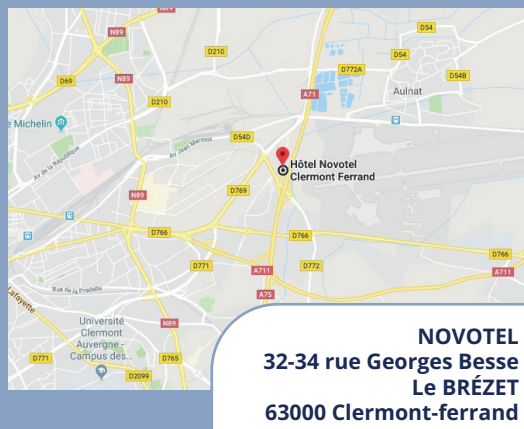 N89
D54
D210
D54
D772A
D54B
D69
N89
Aulnat
A71
D210
e Michelin
Av Jean Marmoz
D54D
Av de la République
Hôtel Novotel
Clermont Ferrand
D769
N89
D766
D766
D766
D771
A711
D772
A711
Rue de la Pradelle
A75
Lafayette
Université
Clermont
Auvergne -
Campus des...
N89
D771
D765
D2099
NOVOTEL
32-34 rue Georges Besse
Le BRÉZET
63000 Clermont-ferrand